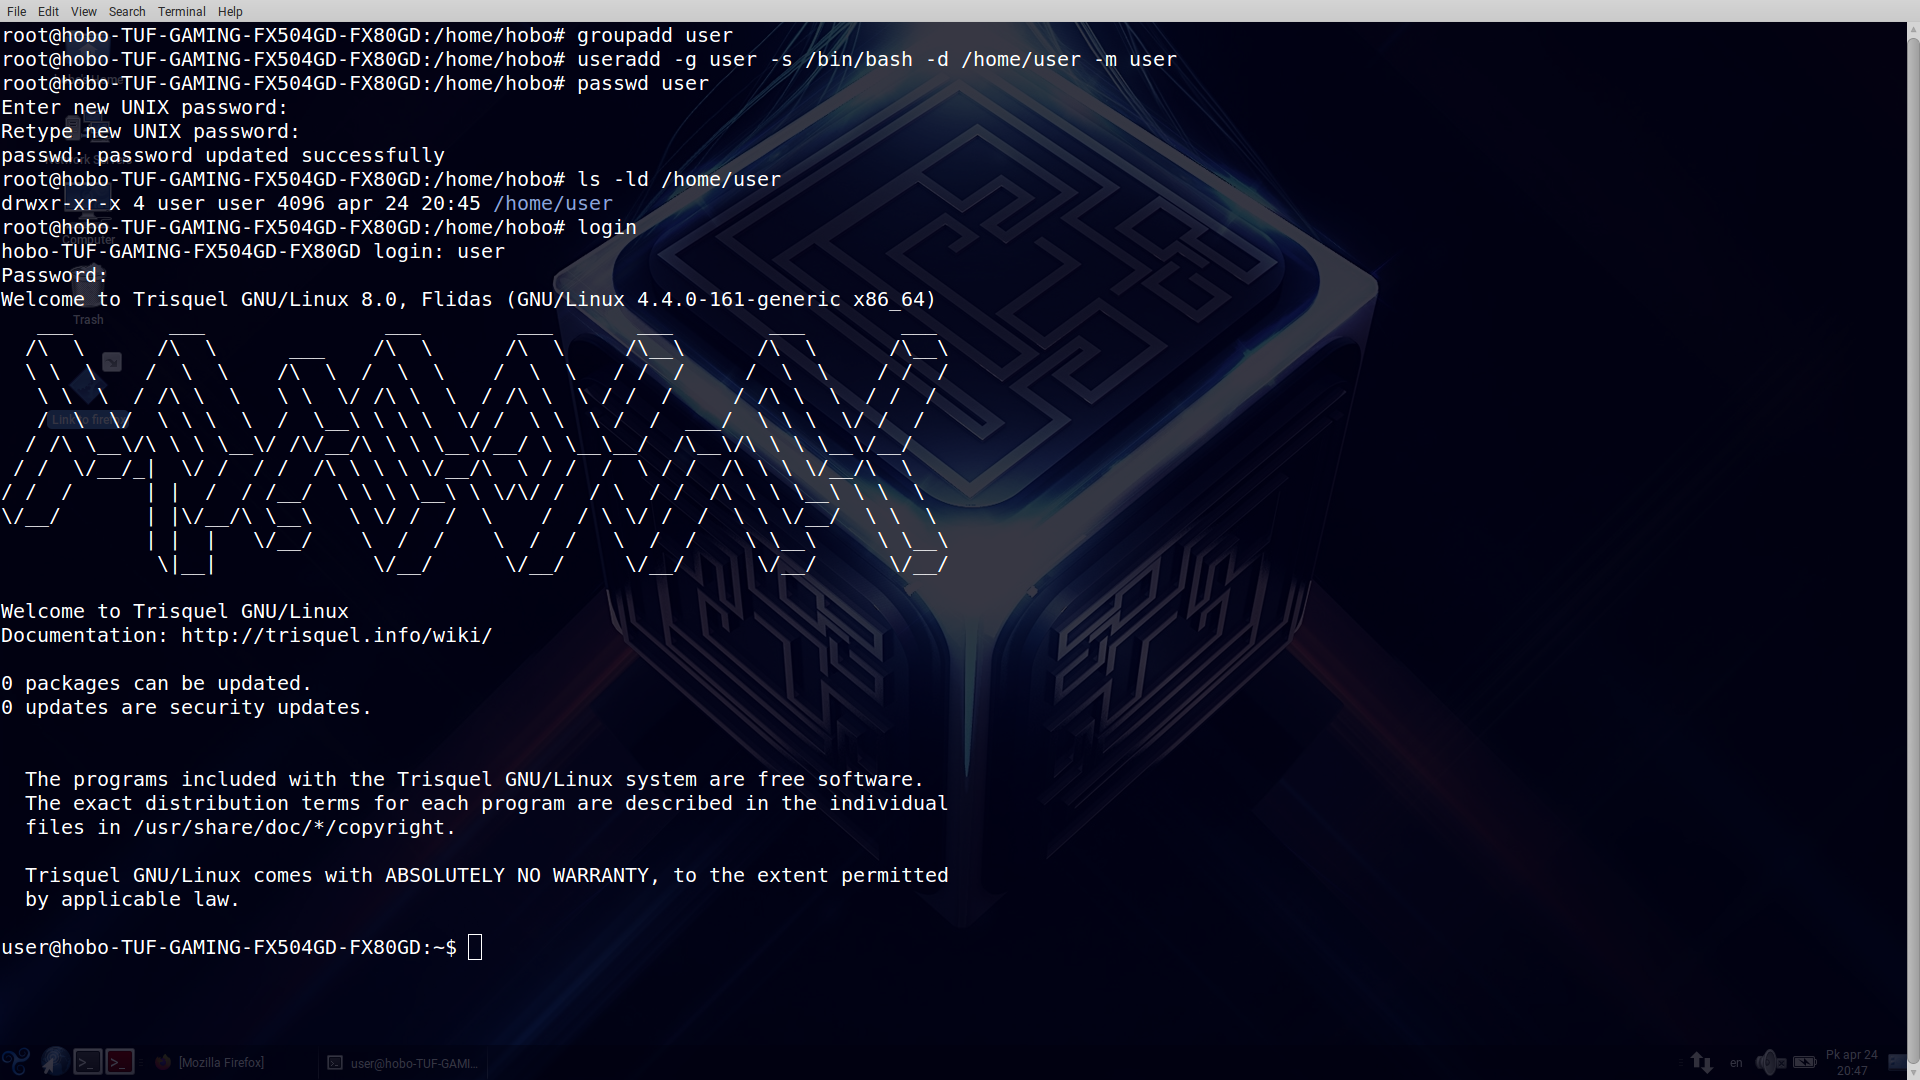 File Edit View Search Terminal Help
root@hobo-TUF-GAMING-FX504GD-FX80GD:/home/hobo# groupadd user
root@hobo-TUF-GAMING-FX504GD-FX80GD:/home/hobo# useradd -g user -s /bin/bash -d /home/user -m user
root@hobo-TUF-GAMING-FX504GD-FX80GD:/home/hobo# passwd user
Enter new UNIX password:
Retype new UNIX password:
passwd: password updated successfully
root@hobo-TUF-GAMING-FX504GD-FX80GD:/home/hobo# ls -ld /home/user
drwxr-xr-x 4 user user 4096 apr 24 20:45 /home/user
root@hobo-TUF-GAMING-FX504GD-FX80GD:/home/hobo# login
Computer
hobo-TUF-GAMING-FX504GD-FX80GD login: user
Password:
Welcome to Trisquel GNU/Linux 8.0, Flidas (GNU/Linux 4.4.0-161-generic x86_64)
Trash
Welcome to Trisquel GNU/Linux
Documentation: http://trisquel.info/wiki/
0 packages can be updated.
0 updates are security updates.
The programs included with the Trisquel GNU/Linux system are free software.
The exact distribution terms for each program are described in the individual
files in /usr/share/doc/*/copyright.
Trisquel GNU/Linux comes with ABSOLUTELY NO WARRANTY, to the extent permitted
by applicable law.
user@hobo-TUF-GAMING-FX504GD-FX80GD:~$
[Mozilla Firefox]
user@hobo-TUF-GAMI...
en
Pk apr 24
20:47